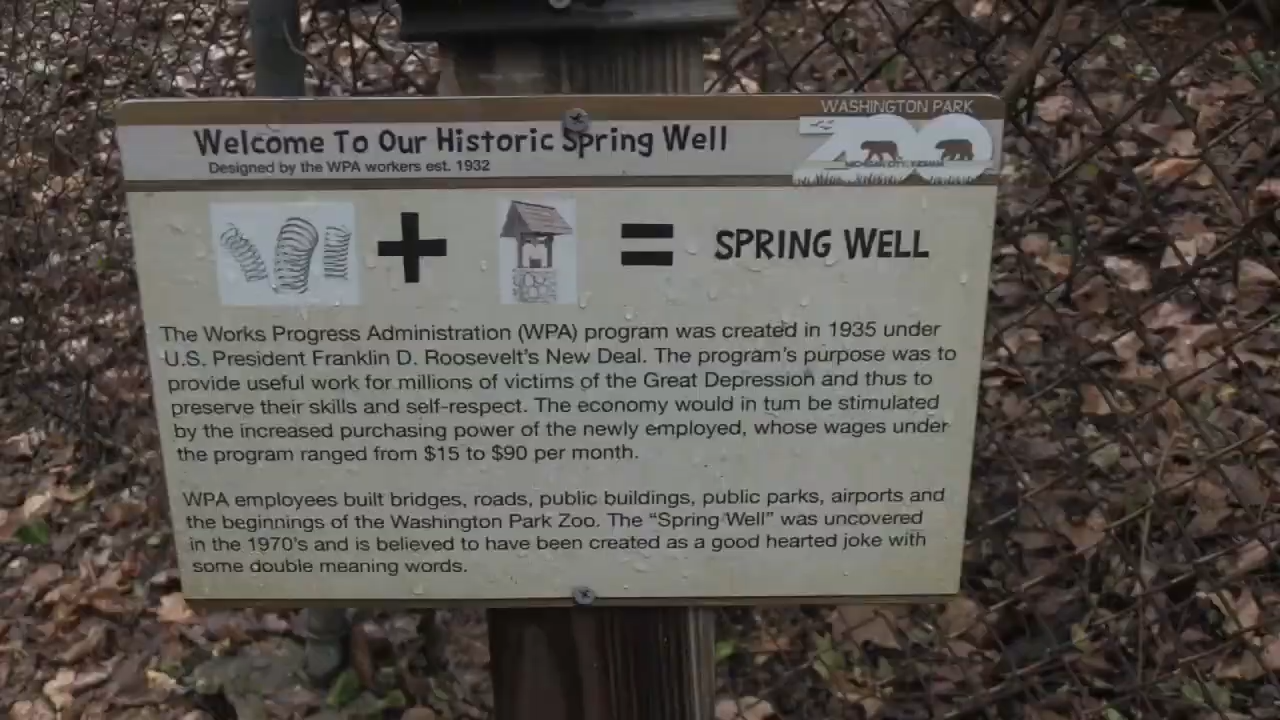 WASHINGTON PARK
ZOO
MICHIGAN CITY, INDIANA
Welcome To Our Historic Spring Well
Designed by the WPA workers est. 1932
+ = SPRING WELL
The Works Progress Administration (WPA) program was created in 1935 under
U.S. President Franklin D. Roosevelt's New Deal. The program's purpose was to
provide useful work for millions of victims of the Great Depression and thus to
preserve their skills and self-respect. The economy would in turn be stimulated
by the increased purchasing power of the newly employed, whose wages under
the program ranged from $15 to $90 per month.
WPA employees built bridges, roads, public buildings, public parks, airports and
the beginnings of the Washington Park Zoo. The "Spring Well" was uncovered
in the 1970's and is believed to have been created as a good hearted joke with
some double meaning words.